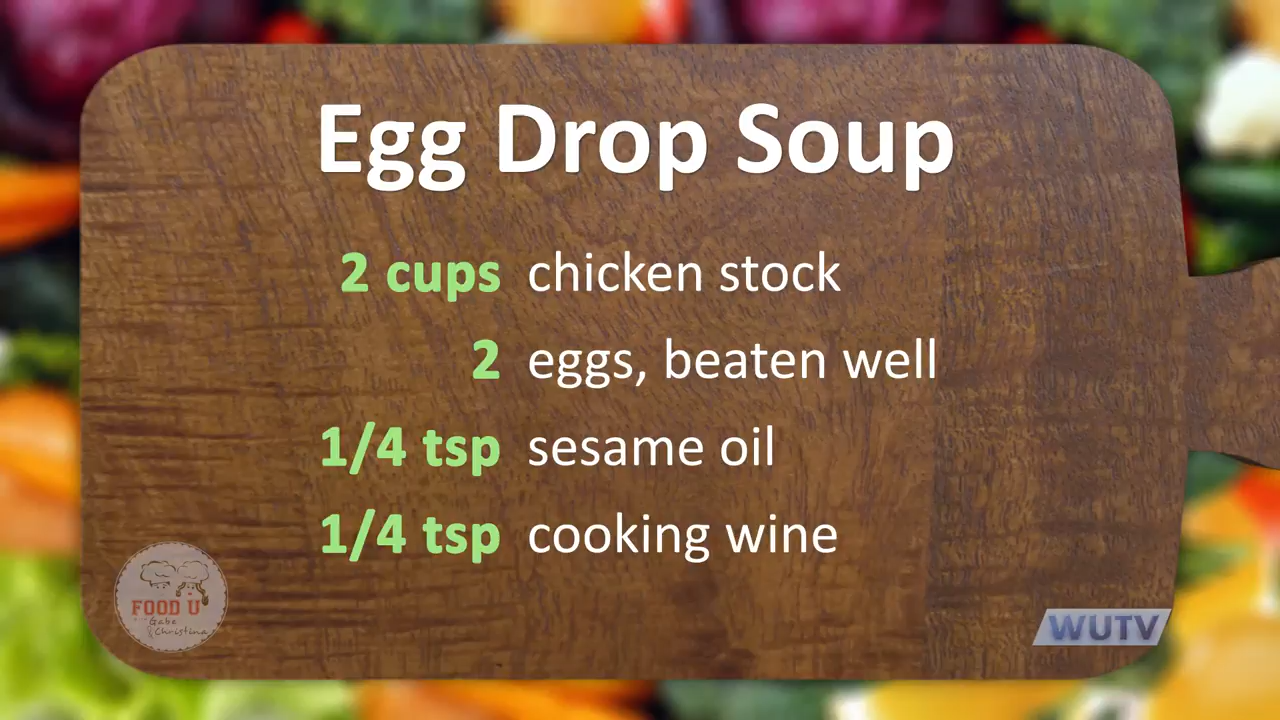 Egg Drop Soup
2 cups chicken stock
2 eggs, beaten well
1/4 tsp sesame oil
1/4 tsp cooking wine
FOOD U
Gabe
& Christina
WUTV